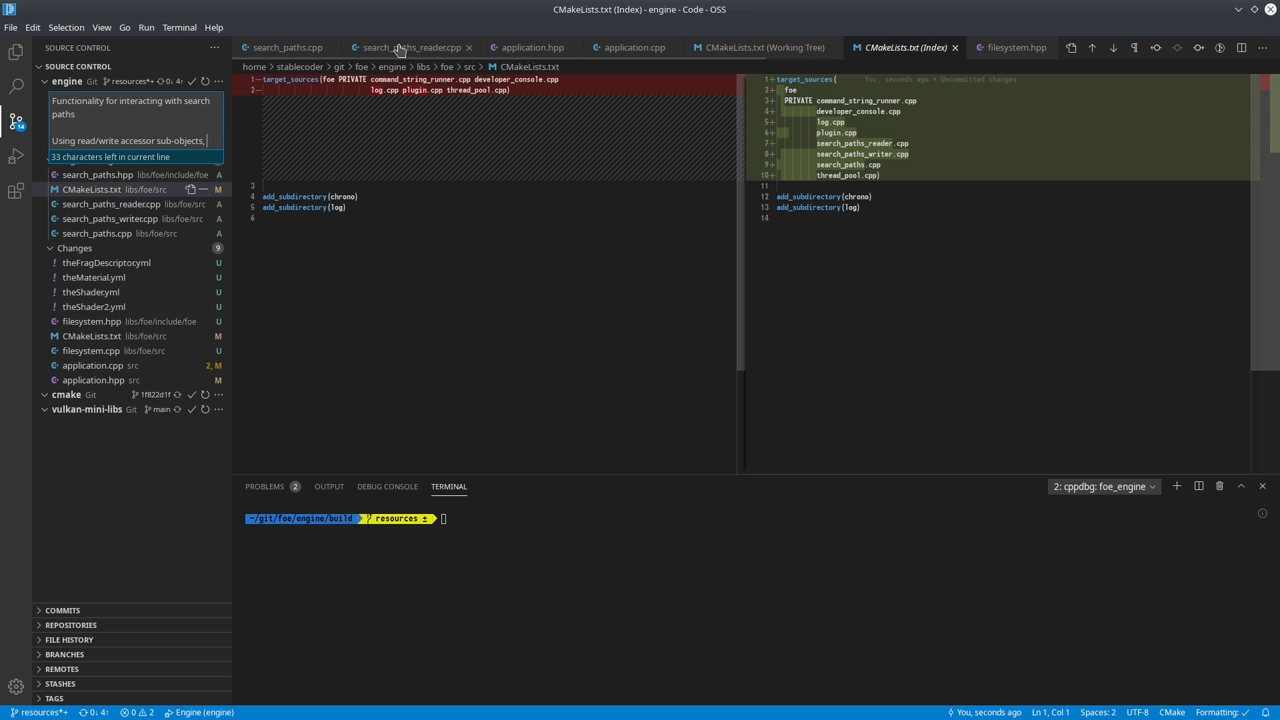 CMakeLists.txt (Index) - engine - Code - OSS
File Edit Selection View Go Run Terminal Help
SOURCE CONTROL
search_paths.cpp
search_paths_reader.cpp
application.hpp
application.cpp
CMakeLists.txt (Working Tree)
CMakeLists.txt (Index)
filesystem.hpp
SOURCE CONTROL
home > stablecoder > git > foe > engine > libs > foe > src > CMakeLists.txt
engine Git resources*+ 0↓ 4↑
Functionality for interacting with search
paths
Using read/write accessor sub-objects,
33 characters left in current line
search_paths.hpp libs/foe/include/foe A
CMakeLists.txt libs/foe/src M
search_paths_reader.cpp libs/foe/src A
search_paths_writer.cpp libs/foe/src A
search_paths.cpp libs/foe/src A
Changes 9
theFragDescriptor.yml U
theMaterial.yml U
theShader.yml U
theShader2.yml U
filesystem.hpp libs/foe/include/foe U
CMakeLists.txt libs/foe/src M
filesystem.cpp libs/foe/src U
application.cpp src 2, M
application.hpp src M
cmake Git 1f822d1f
vulkan-mini-libs Git main
COMMITS
REPOSITORIES
FILE HISTORY
BRANCHES
REMOTES
STASHES
TAGS
1 target_sources(foe PRIVATE command_string_runner.cpp developer_console.cpp
2 log.cpp plugin.cpp thread_pool.cpp)
3
4 add_subdirectory(chrono)
5 add_subdirectory(log)
6
1+ target_sources( You, seconds ago • Uncommitted changes
2+ foe
3+ PRIVATE command_string_runner.cpp
4+ developer_console.cpp
5+ log.cpp
6+ plugin.cpp
7+ search_paths_reader.cpp
8+ search_paths_writer.cpp
9+ search_paths.cpp
10+ thread_pool.cpp)
11
12 add_subdirectory(chrono)
13 add_subdirectory(log)
14
PROBLEMS 2 OUTPUT DEBUG CONSOLE TERMINAL 2: cppdbg: foe_engine
~/git/foe/engine/build resources ±
resources*+ 0↓ 4↑ 0 2 Engine (engine) You, seconds ago Ln 1, Col 1 Spaces: 2 UTF-8 CMake Formatting: ✓
14